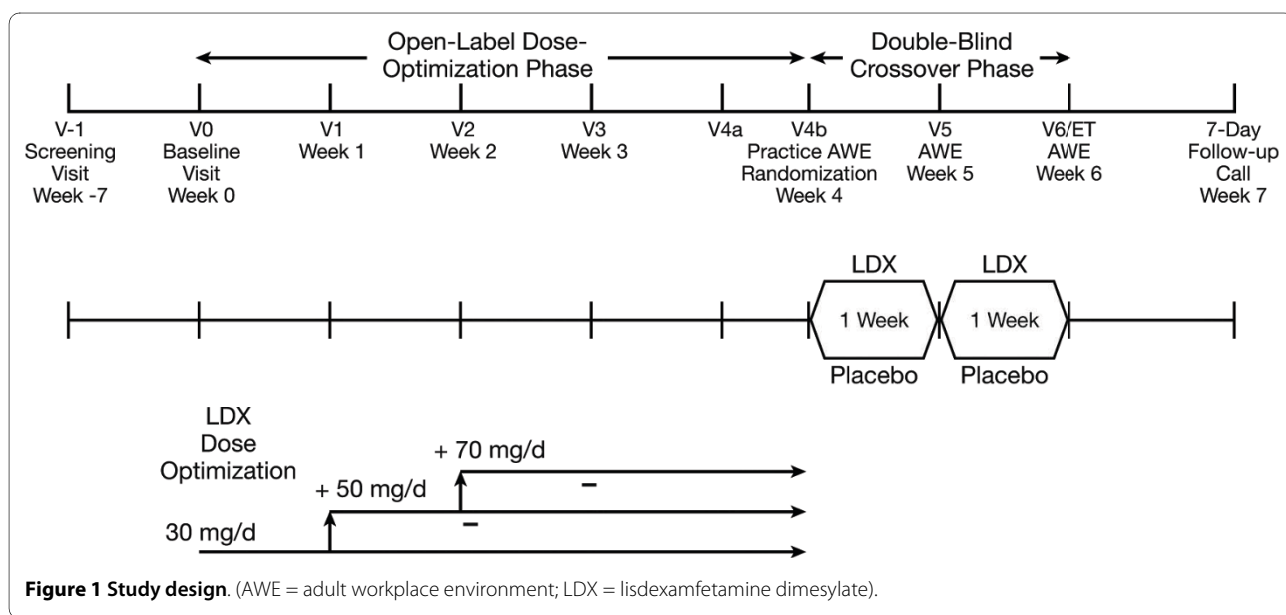 Open-Label Dose-
Optimization Phase
Double-Blind
Crossover Phase
V-1
Screening
Visit
Week -7
V0
Baseline
Visit
Week 0
V1
Week 1
V2
Week 2
V3
Week 3
V4a
V4b
Practice AWE
Randomization
Week 4
V5
AWE
Week 5
V6/ET
AWE
Week 6
7-Day
Follow-up
Call
Week 7
LDX
1 Week
Placebo
LDX
1 Week
Placebo
LDX
Dose
Optimization
+ 70 mg/d
–
+ 50 mg/d
–
30 mg/d
Figure 1 Study design. (AWE = adult workplace environment; LDX = lisdexamfetamine dimesylate).